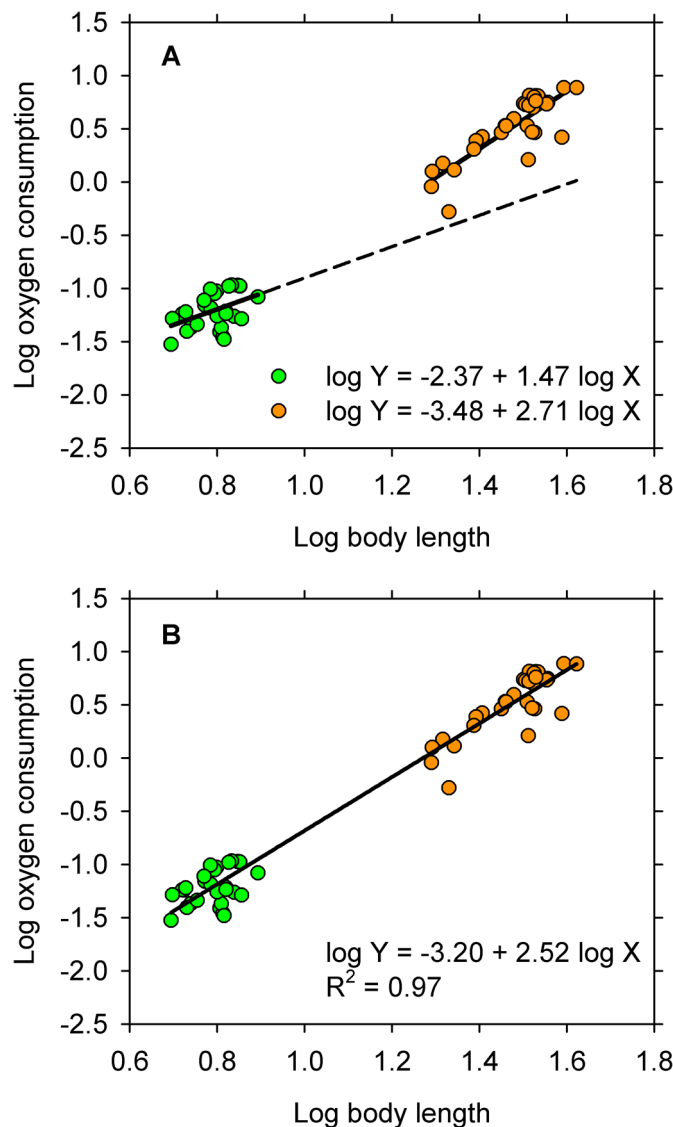 A
1.5
1.0
0.5
0.0
-0.5
-1.0
-1.5
-2.0
-2.5
Log oxygen consumption
log Y = -2.37 + 1.47 log X
log Y = -3.48 + 2.71 log X
0.6 0.8 1.0 1.2 1.4 1.6 1.8
Log body length
B
1.5
1.0
0.5
0.0
-0.5
-1.0
-1.5
-2.0
-2.5
Log oxygen consumption
log Y = -3.20 + 2.52 log X
R² = 0.97
0.6 0.8 1.0 1.2 1.4 1.6 1.8
Log body length